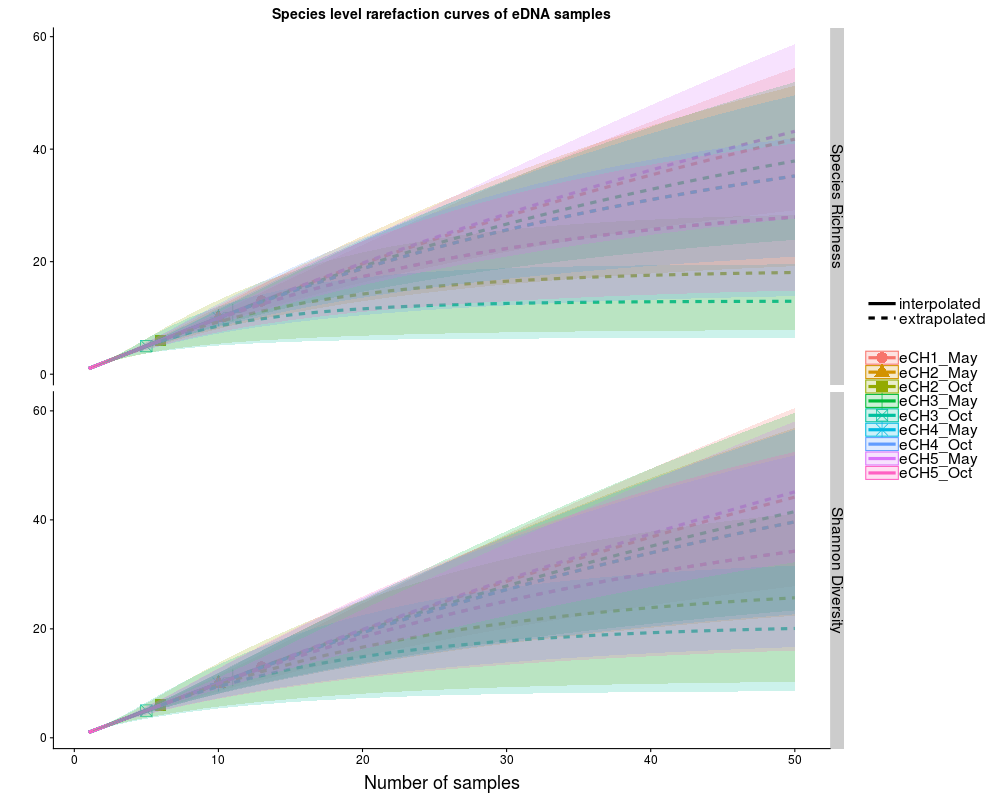 Species level rarefaction curves of eDNA samples
60
40
20
0
Species Richness
60
40
20
0
Shannon Diversity
0 10 20 30 40 50
Number of samples
interpolated
extrapolated
eCH1_May
eCH2_May
eCH2_Oct
eCH3_May
eCH3_Oct
eCH4_May
eCH4_Oct
eCH5_May
eCH5_Oct